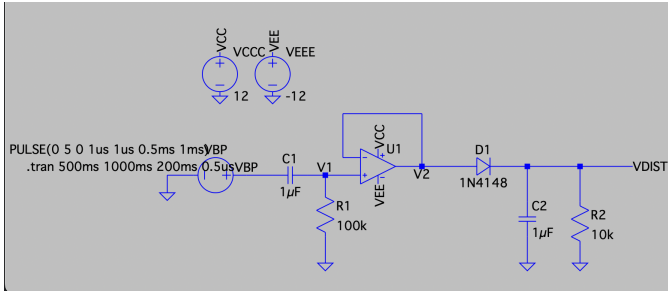 VCC
VCCC
VEE
VEEE
12
-12
PULSE(0 5 0 1us 1us 0.5ms 1ms)
VBP
.tran 500ms 1000ms 200ms 0.5us
VBP
C1
1µF
V1
R1
100k
VCC
U1
VEE
V2
D1
1N4148
VDIST
C2
1µF
R2
10k